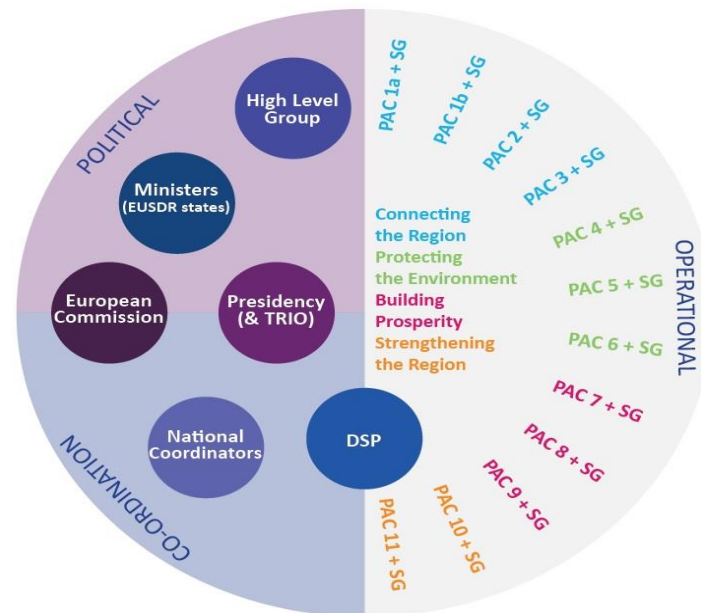 POLITICAL
High Level
Group
Ministers
(EUSDR states)
European
Commission
Presidency
(& TRIO)
CO-ORDINATION
National
Coordinators
DSP
Connecting
the Region
Protecting
the Environment
Building
Prosperity
Strengthening
the Region
PAC 1a + SG
PAC 1b + SG
PAC 2 + SG
PAC 3 + SG
PAC 4 + SG
PAC 5 + SG
PAC 6 + SG
PAC 7 + SG
PAC 8 + SG
PAC 9 + SG
PAC 10 + SG
PAC 11 + SG
OPERATIONAL